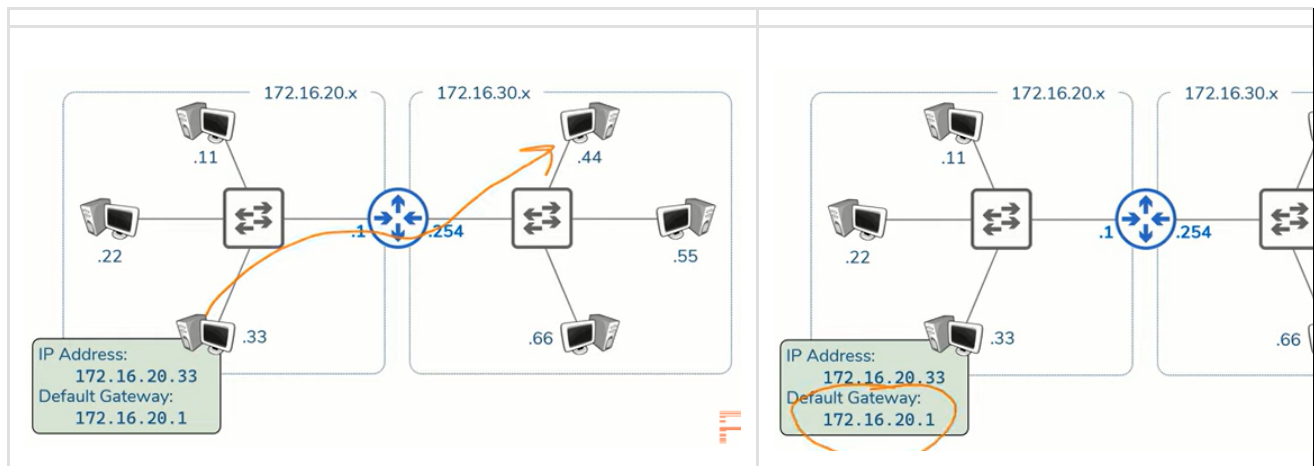 172.16.20.x
172.16.30.x
.11
.44
.1
.254
.22
.55
.33
.66
IP Address:
172.16.20.33
Default Gateway:
172.16.20.1
172.16.20.x
172.16.30.x
.11
.1
.254
.22
.33
.66
IP Address:
172.16.20.33
Default Gateway:
172.16.20.1